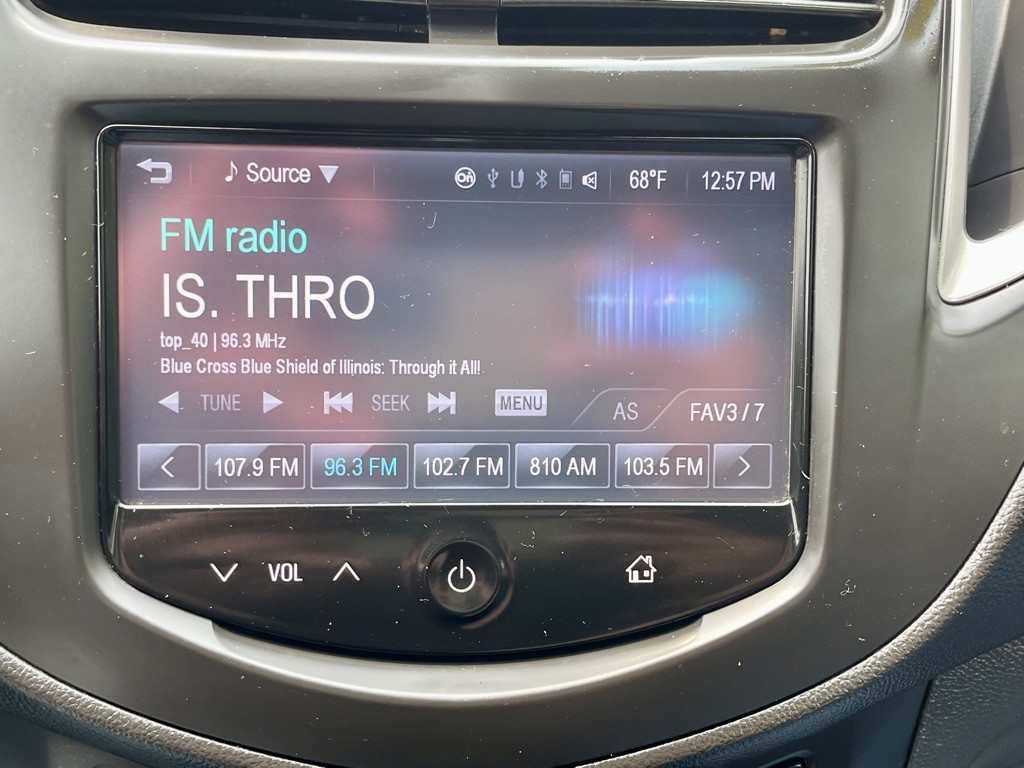 Source 68°F 12:57 PM
FM radio
IS. THRO
top_40 | 96.3 MHz
Blue Cross Blue Shield of Illinois: Through it All!
TUNE SEEK MENU AS FAV3 / 7
107.9 FM 96.3 FM 102.7 FM 810 AM 103.5 FM
VOL